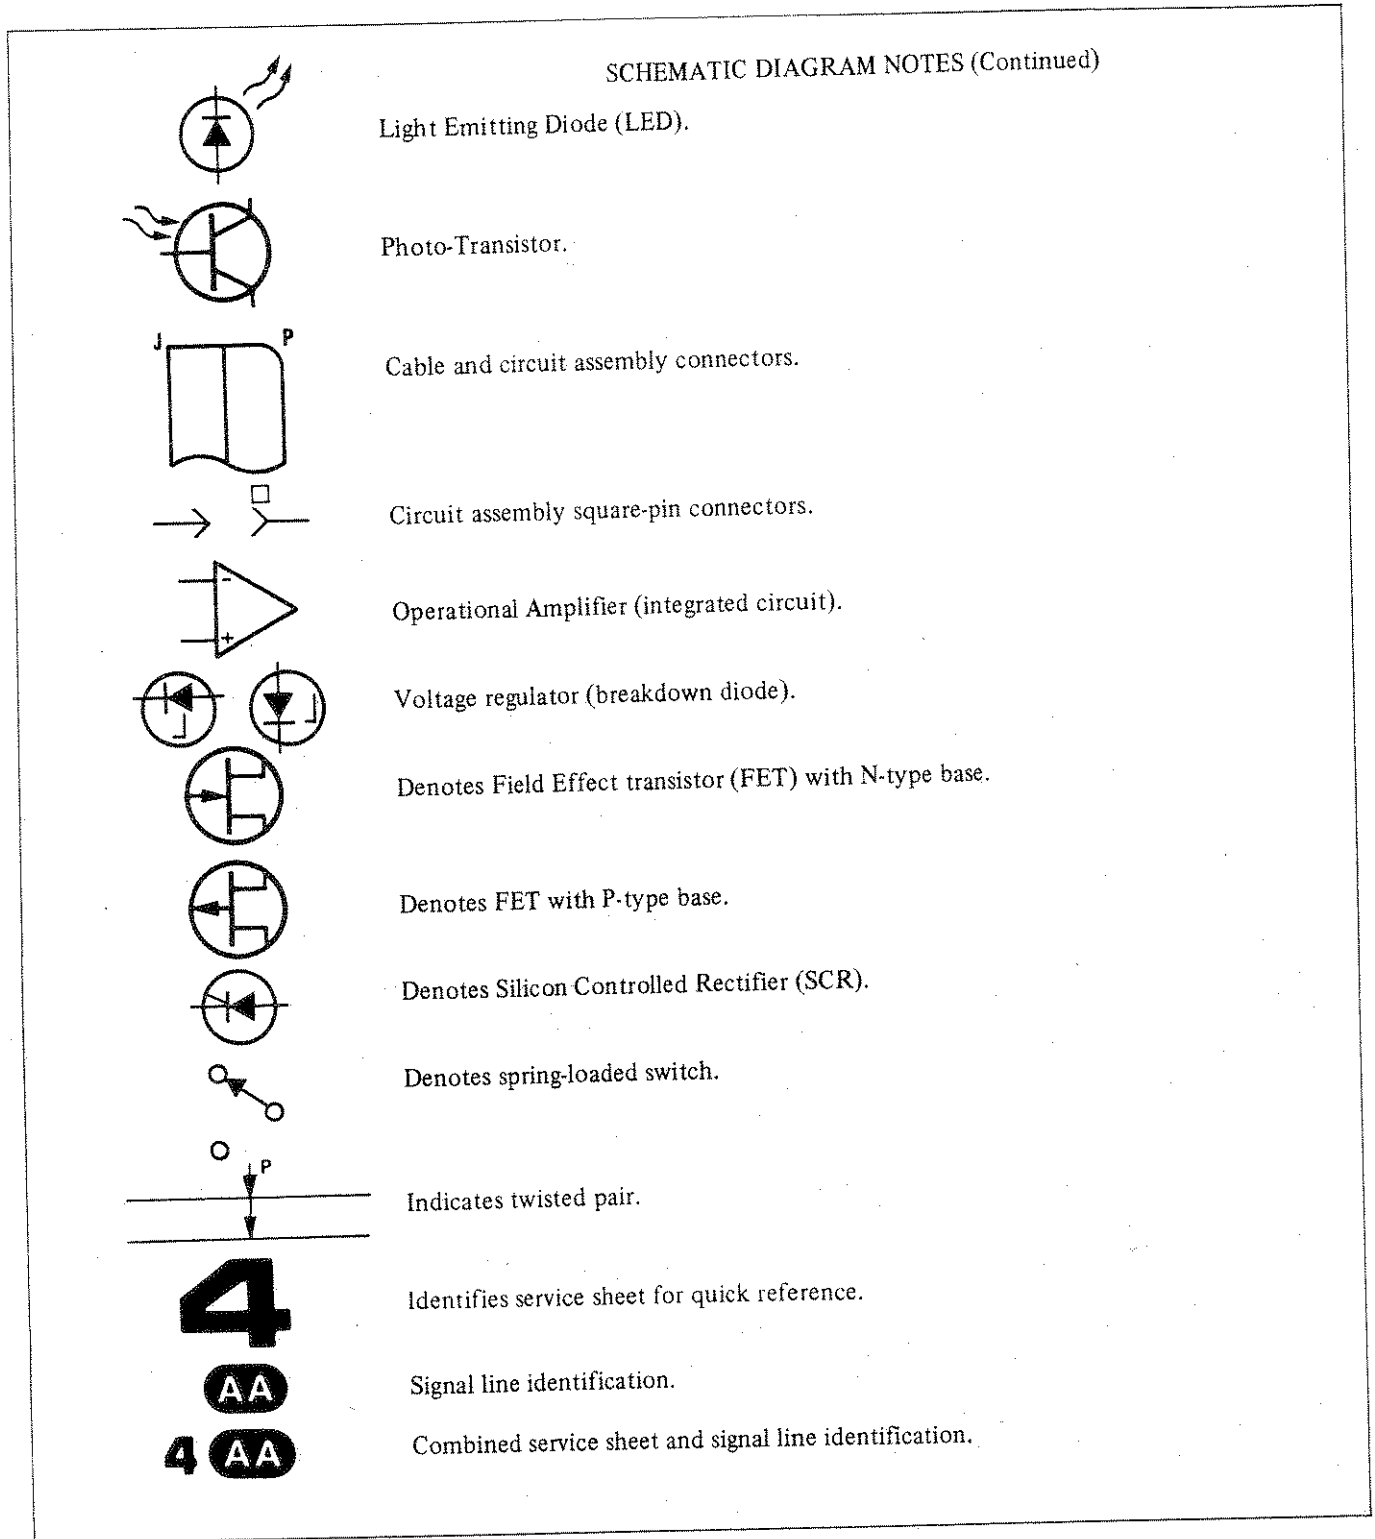 SCHEMATIC DIAGRAM NOTES (Continued)
Light Emitting Diode (LED).
Photo-Transistor.
J P
Cable and circuit assembly connectors.
Circuit assembly square-pin connectors.
-
Operational Amplifier (integrated circuit).
+
Voltage regulator (breakdown diode).
Denotes Field Effect transistor (FET) with N-type base.
Denotes FET with P-type base.
Denotes Silicon Controlled Rectifier (SCR).
Denotes spring-loaded switch.
P
Indicates twisted pair.
4
Identifies service sheet for quick reference.
AA Signal line identification.
4 AA Combined service sheet and signal line identification.